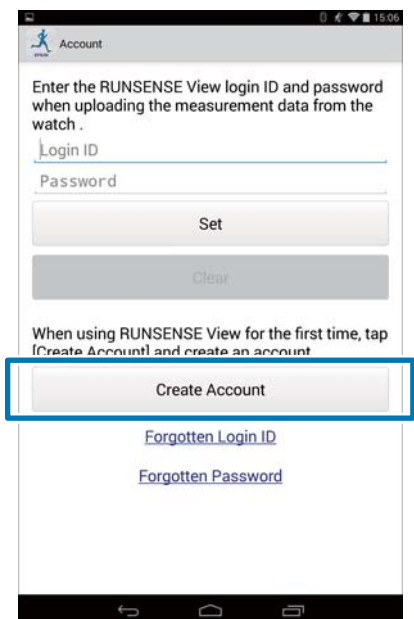 15:06
Account
Enter the RUNSENSE View login ID and password
when uploading the measurement data from the
watch .
Login ID
Password
Set
Clear
When using RUNSENSE View for the first time, tap
[Create Account] and create an account
Create Account
Forgotten Login ID
Forgotten Password